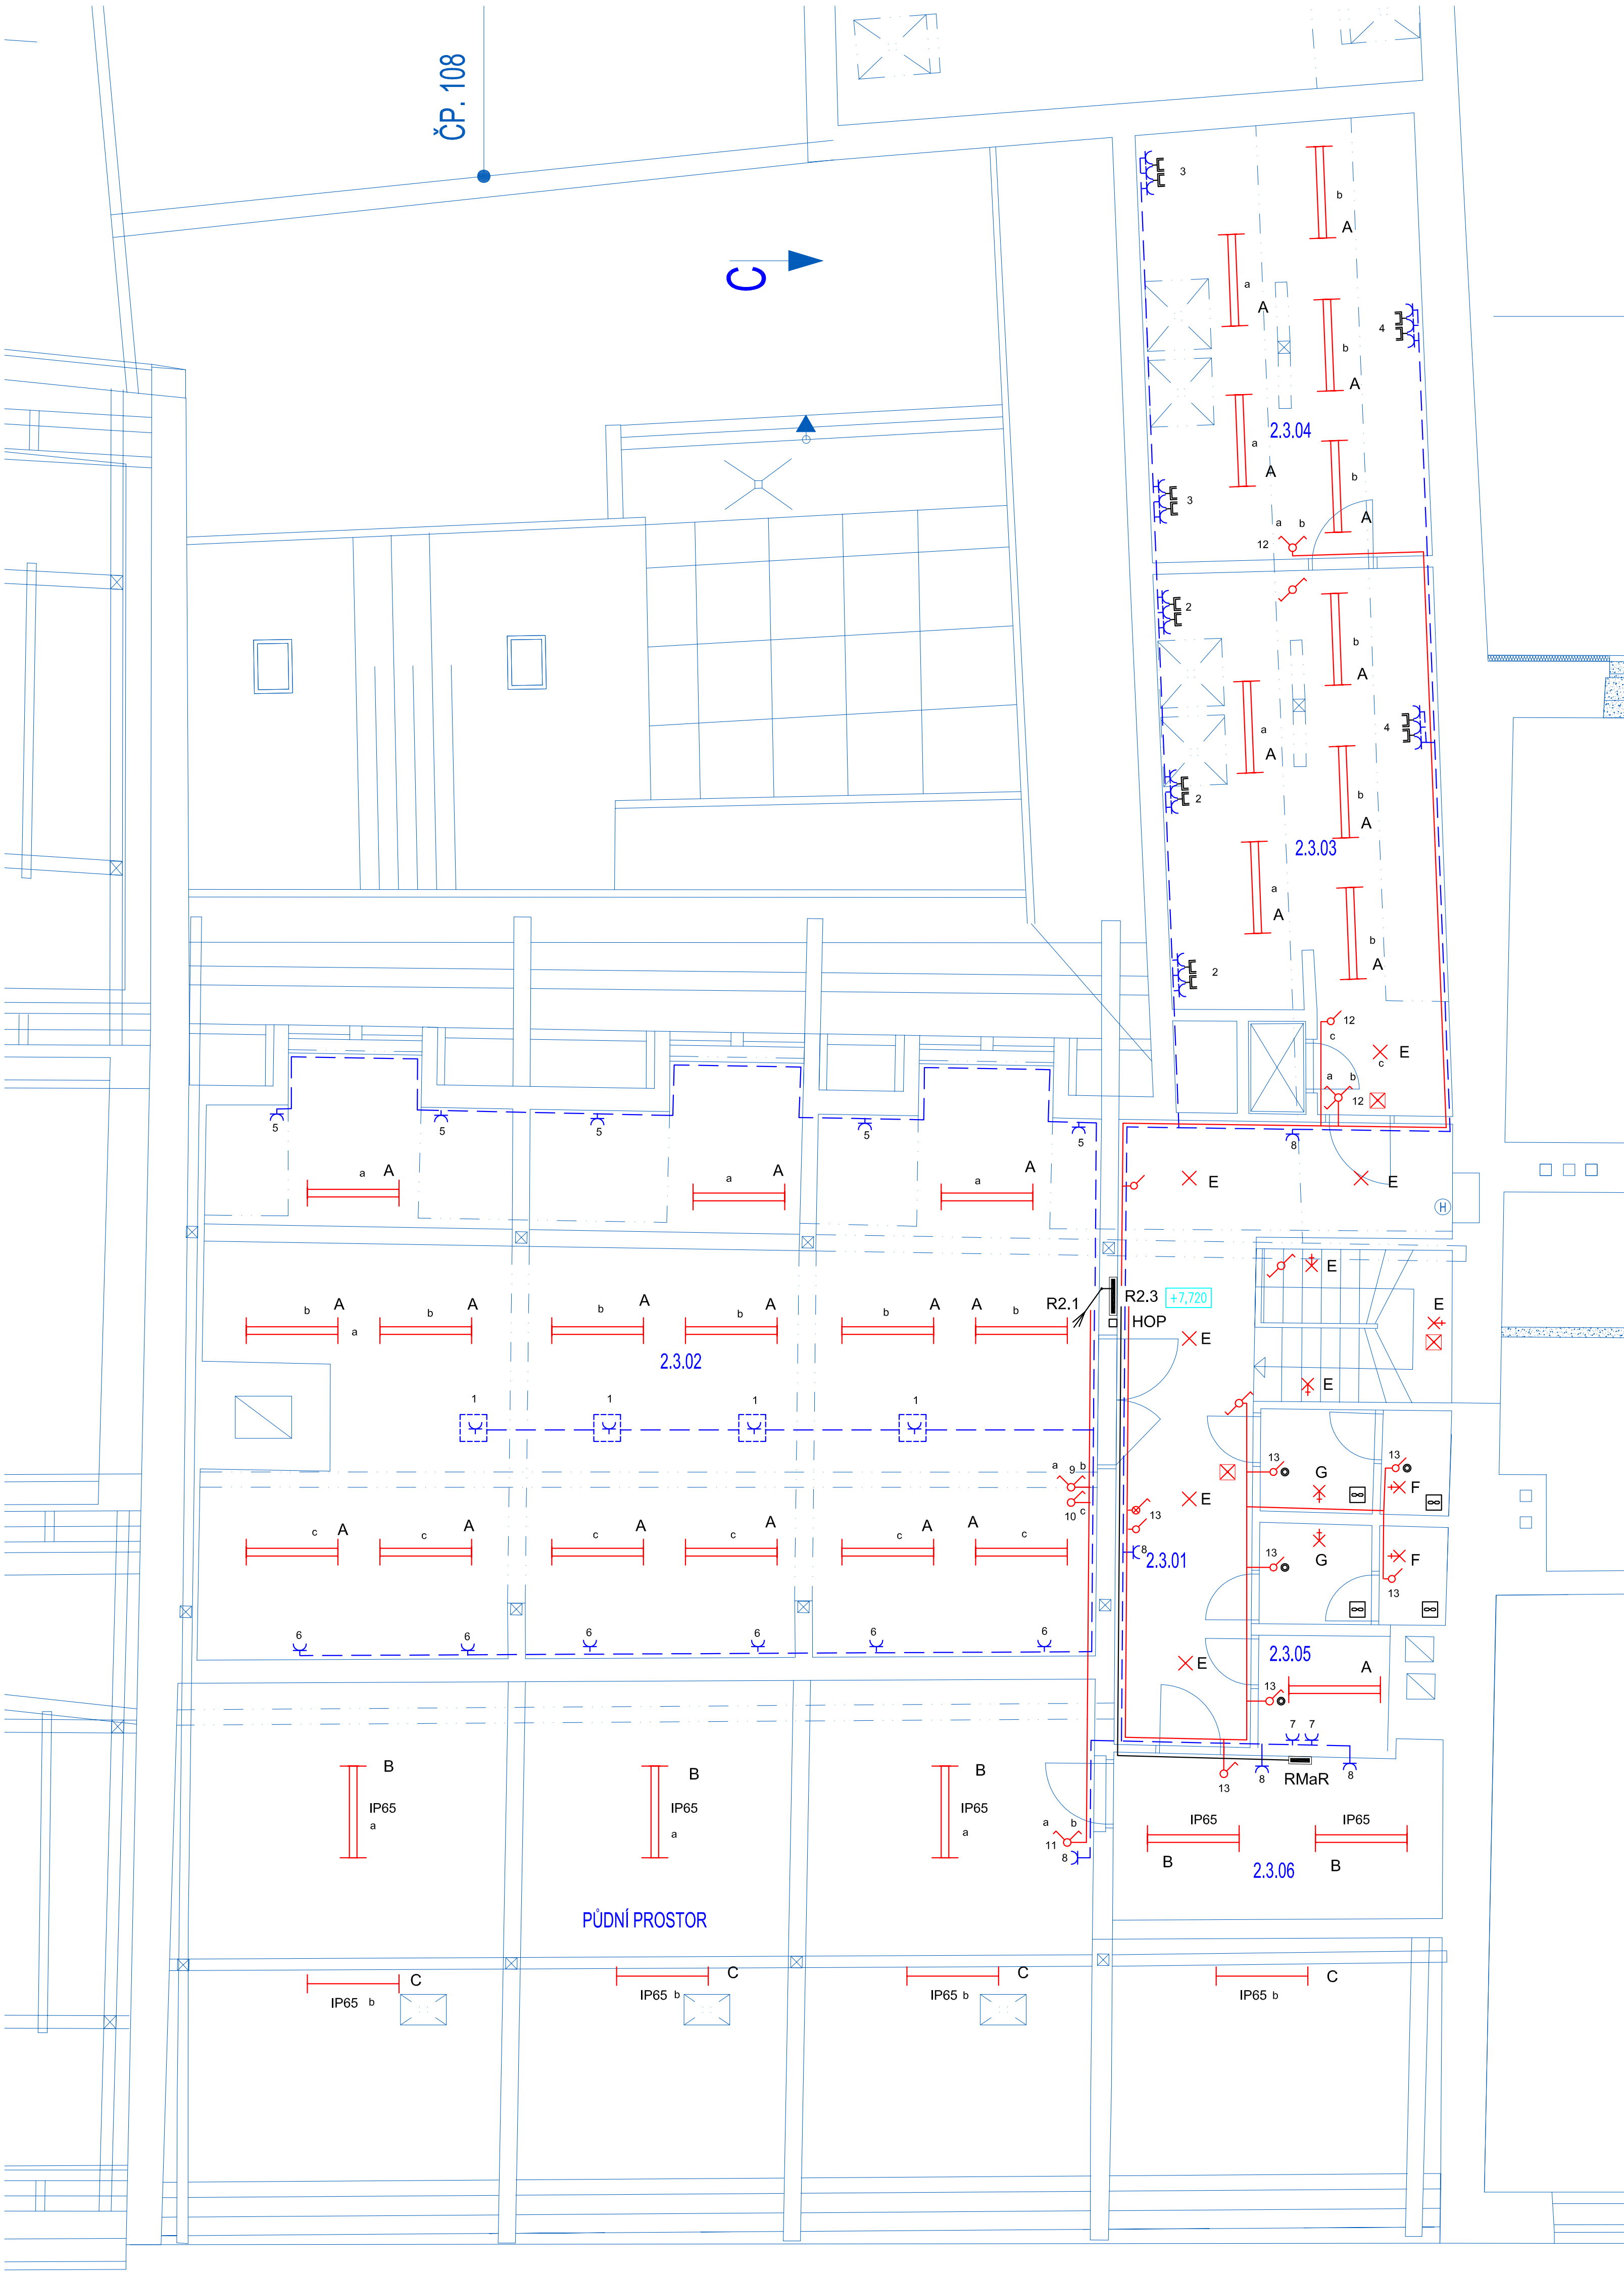 ČP. 108
C
3
b
A
a
A
4
b
A
2.3.04
a
A
b
A
3
a b
12
2
b
A
4
a
A
b
A
2
2.3.03
a
A
b
A
2
12
c
E
c
a b
12
5
5
5
5
5
8
a A
a A
a A
E
E
H
E
b A
b A
b A
b A
b A
A b
a
R2.1
R2.3
+7,720
HOP
E
E
2.3.02
E
1
1
1
1
a 9 b
10 c
13
13
G
F
E
13
8
2.3.01
c A
c A
c A
c A
c A
A c
13
G
F
13
6
6
6
6
6
6
2.3.05
E
A
13
7 7
8
8
RMaR
13
B
IP65
a
B
IP65
a
B
IP65
a
a b
11
8
IP65
B
IP65
B
2.3.06
PŮDNÍ PROSTOR
C
IP65 b
C
IP65 b
C
IP65 b
C
IP65 b